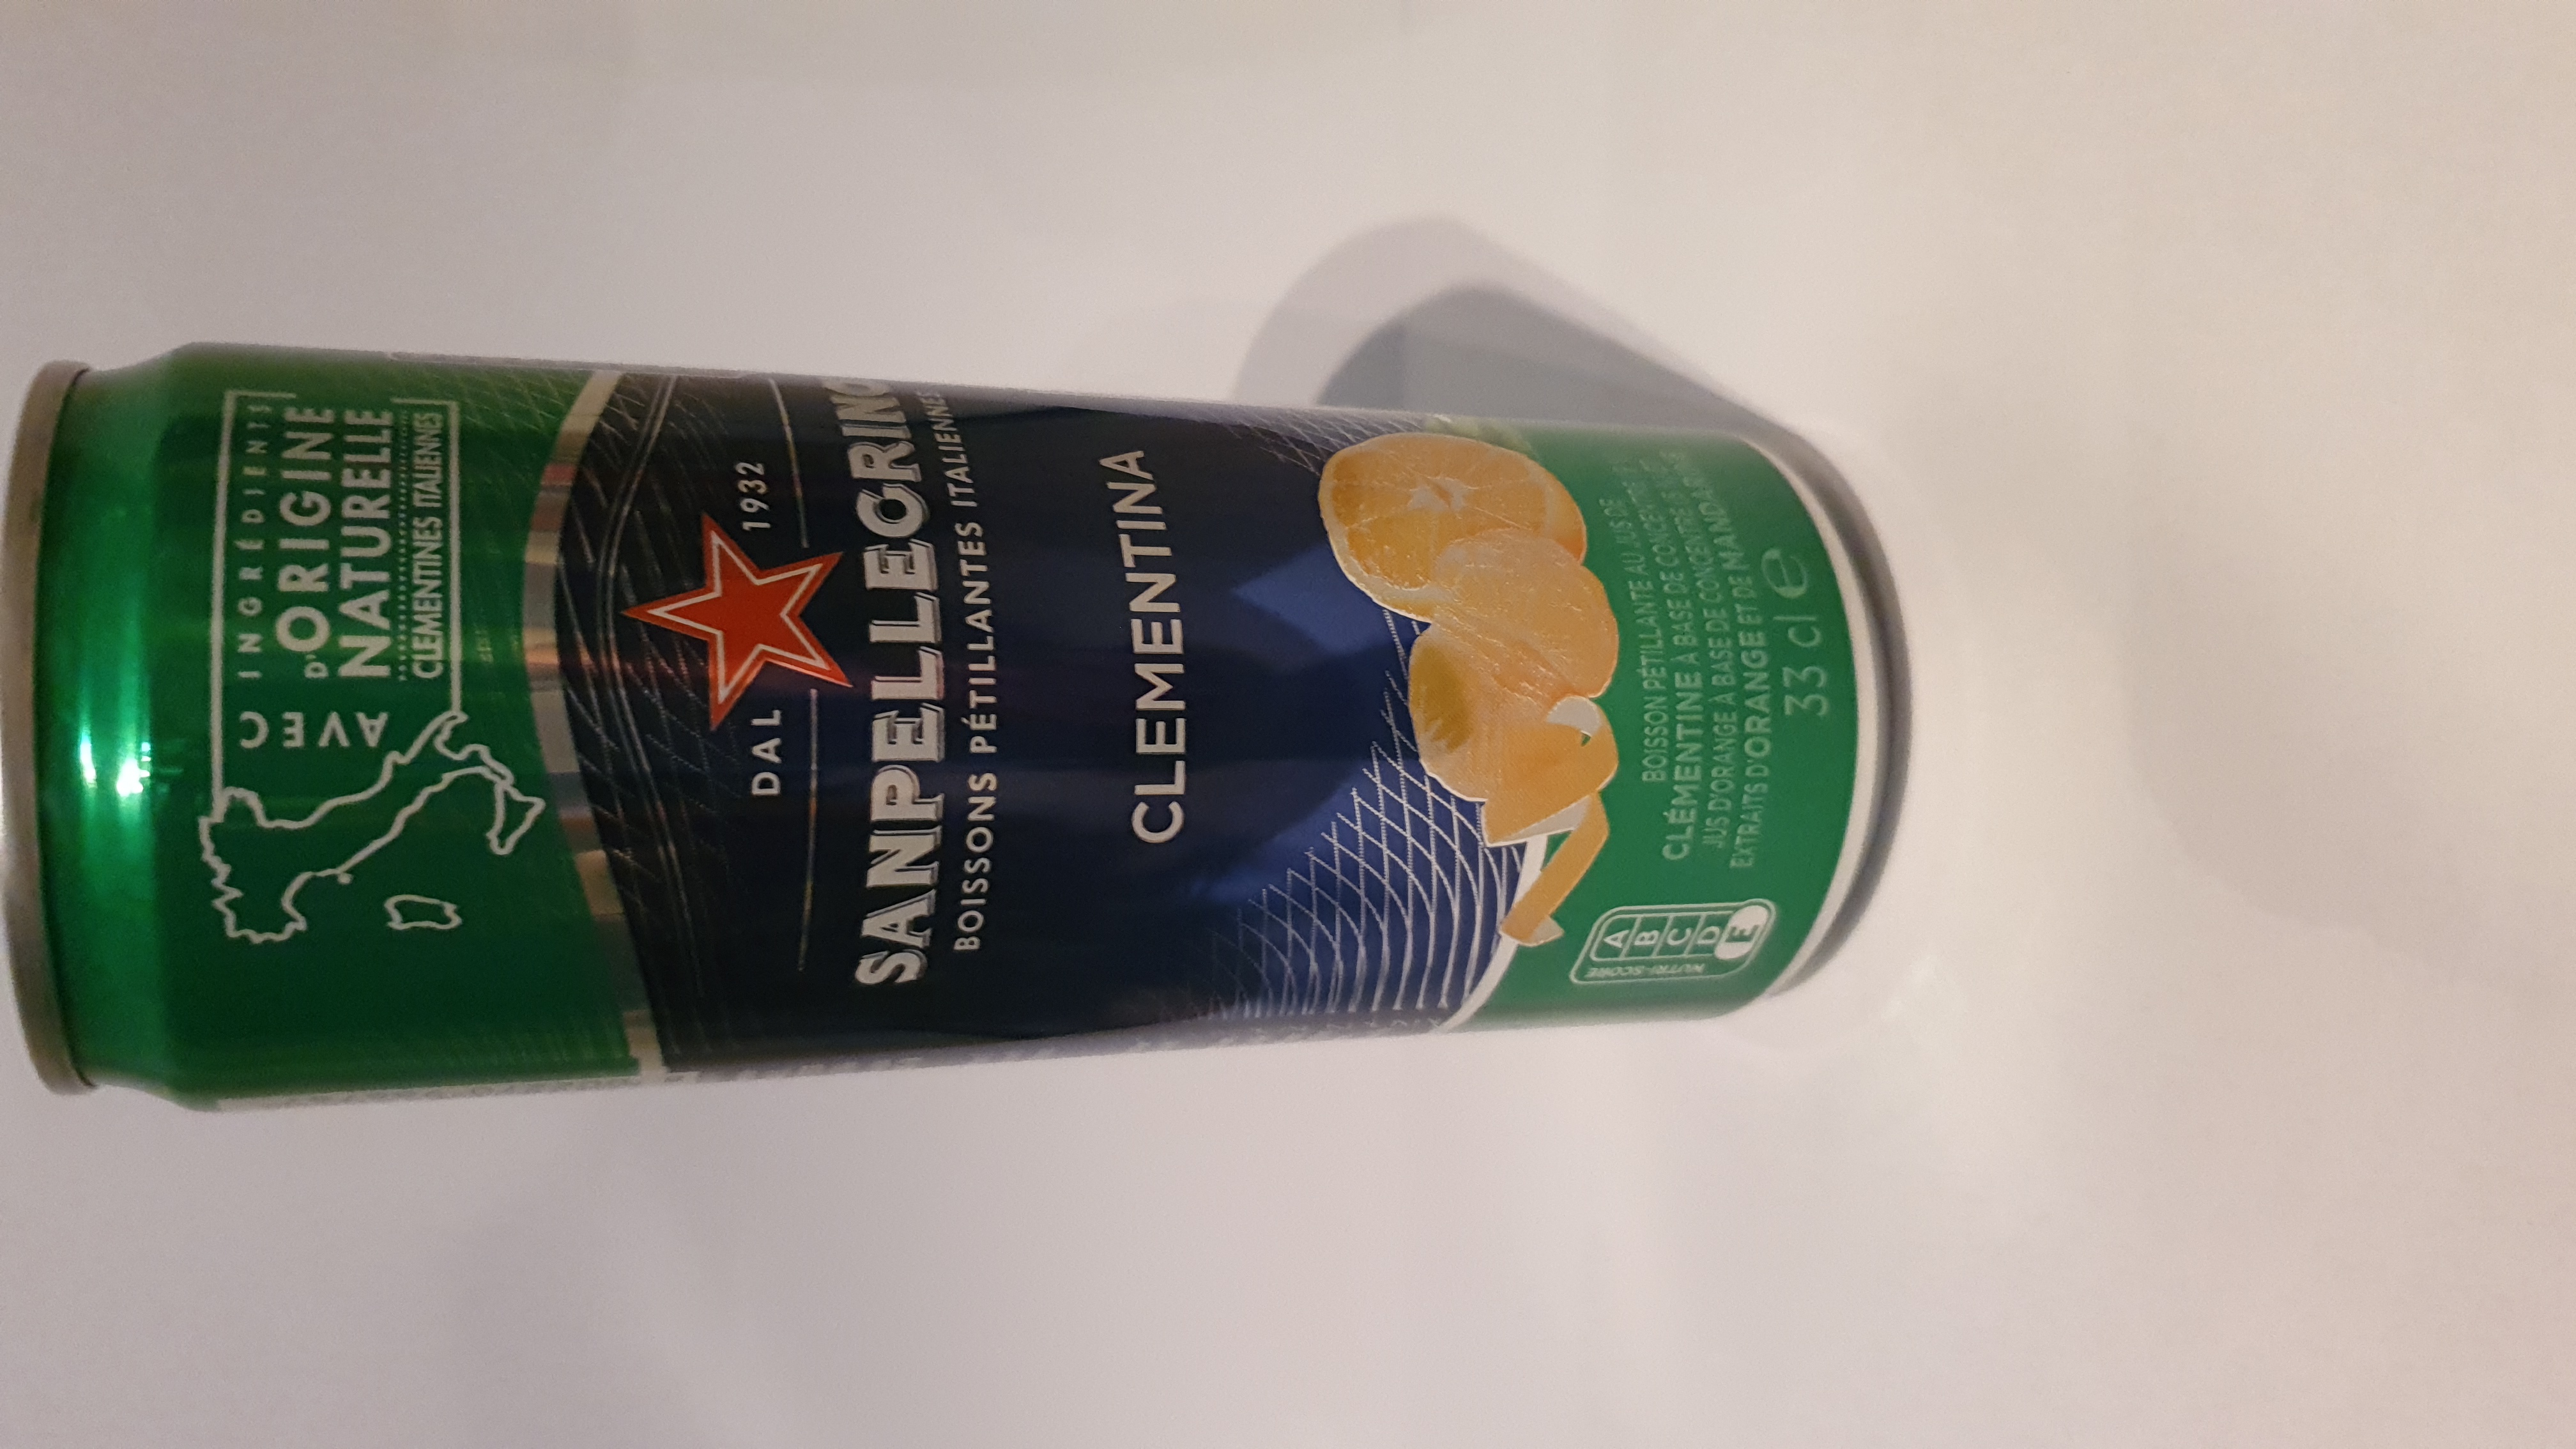 AVEC
INGRÉDIENTS
D'ORIGINE
NATURELLE
CLEMENTINES ITALIENNES
DAL 1932
SANPELLEGRINO
BOISSONS PÉTILLANTES ITALIENNES
CLEMENTINA
NUTRI-SCORE
A
B
C
D
E
BOISSON PÉTILLANTE AU JUS DE
CLÉMENTINE À BASE DE CONCENTRÉ
JUS D'ORANGE À BASE DE CONCENTRÉ
EXTRAITS D'ORANGE ET DE MANDARINE
33 cl ℮